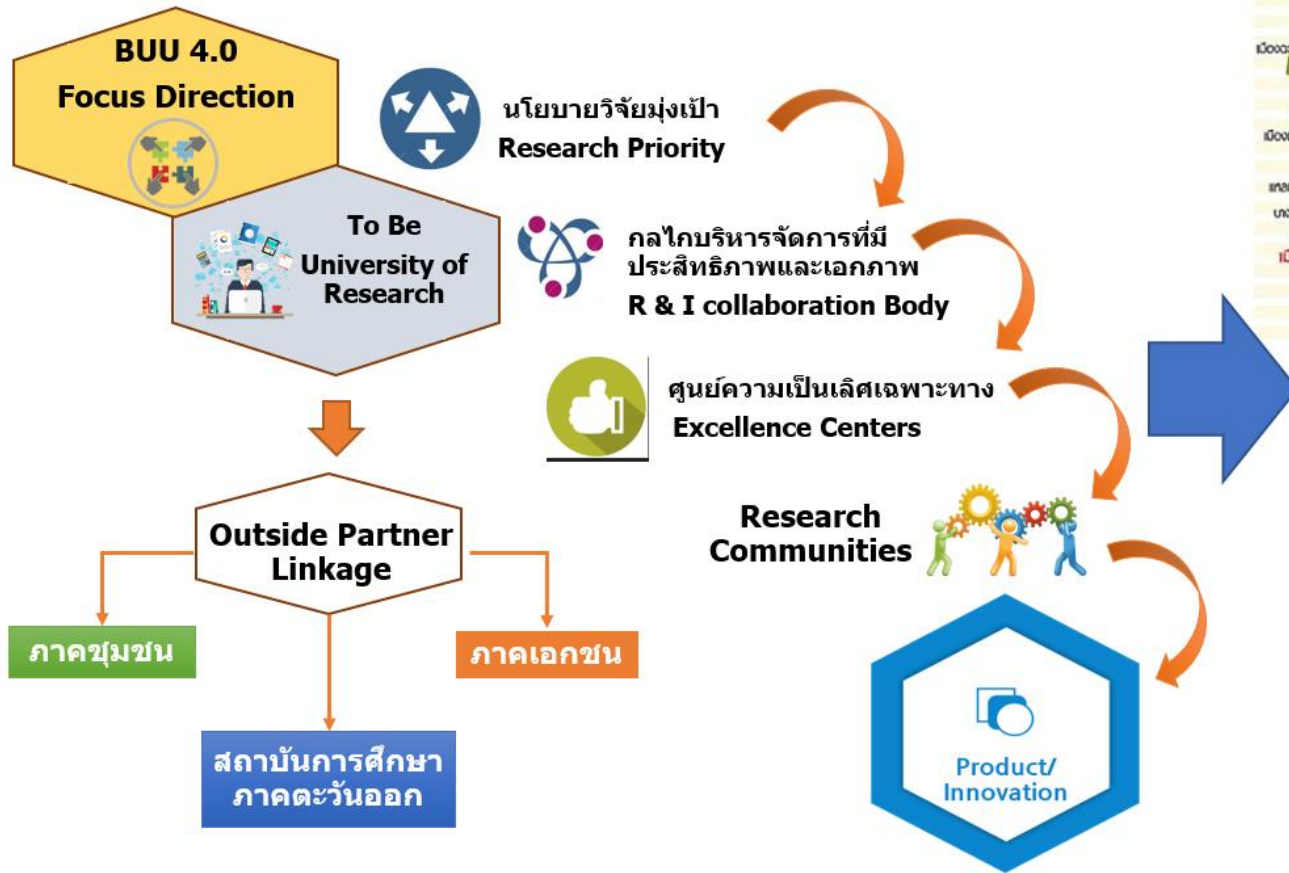 BUU 4.0
Focus Direction
To Be
University of
Research
นโยบายวิจัยมุ่งเป้า
Research Priority
กลไกบริหารจัดการที่มี
ประสิทธิภาพและเอกภาพ
R & I collaboration Body
ศูนย์ความเป็นเลิศเฉพาะทาง
Excellence Centers
Research
Communities
Product/
Innovation
Outside Partner
Linkage
ภาคชุมชน
สถาบันการศึกษา
ภาคตะวันออก
ภาคเอกชน